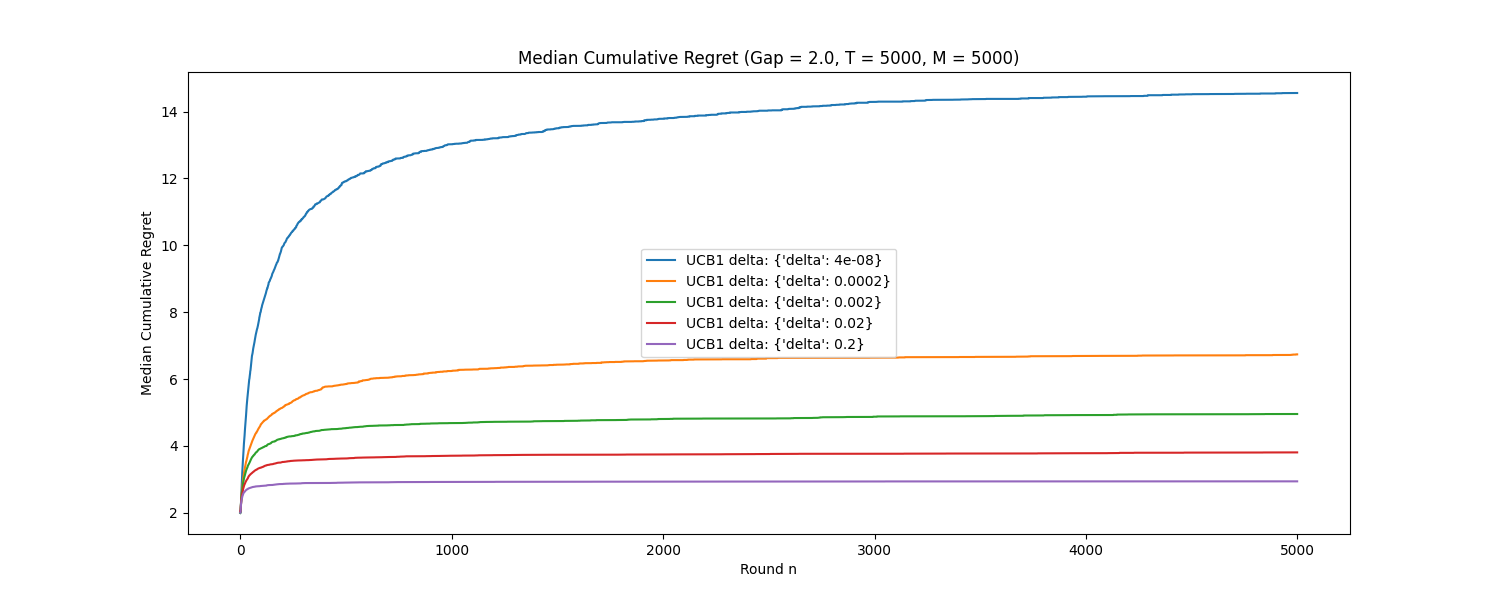 Median Cumulative Regret (Gap = 2.0, T = 5000, M = 5000)
Median Cumulative Regret
14
12
10
8
6
4
2
UCB1 delta: {'delta': 4e-08}
UCB1 delta: {'delta': 0.0002}
UCB1 delta: {'delta': 0.002}
UCB1 delta: {'delta': 0.02}
UCB1 delta: {'delta': 0.2}
0 1000 2000 3000 4000 5000
Round n